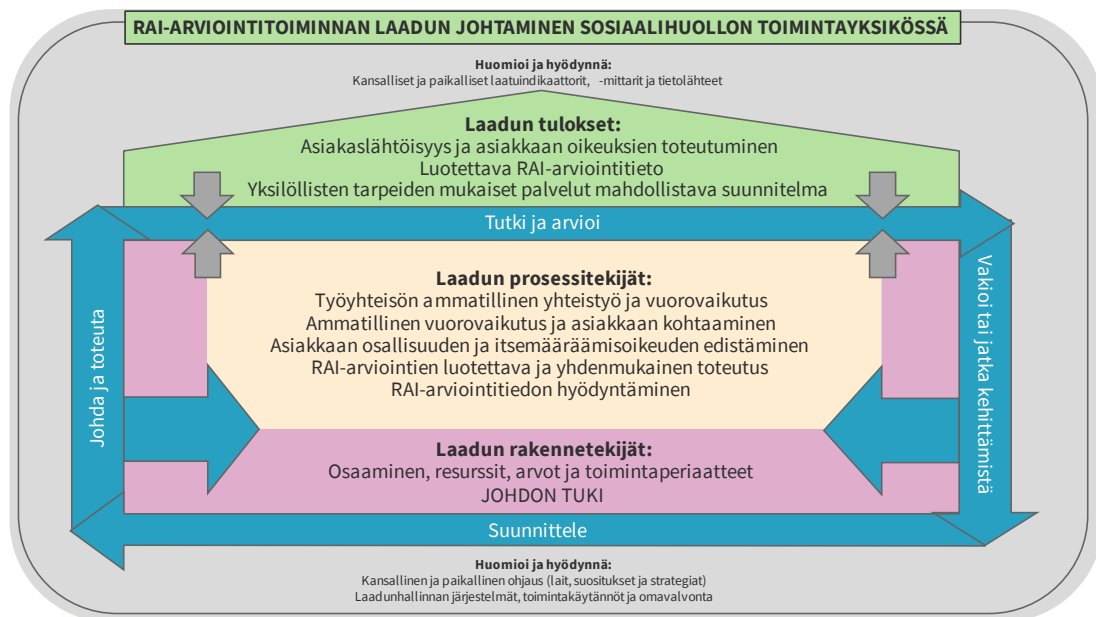 RAI-ARVIOINTITOIMINNAN LAADUN JOHTAMINEN SOSIAALIHUOLLON TOIMINTAYKSIKÖSSÄ
Huomioi ja hyödynnä:
Kansalliset ja paikalliset laatuindikaattorit, -mittarit ja tietolähteet
Laadun tulokset:
Asiakaslähtöisyys ja asiakkaan oikeuksien toteutuminen
Luotettava RAI-arviointitieto
Yksilöllisten tarpeiden mukaiset palvelut mahdollistava suunnitelma
Tutki ja arvioi
Johda ja toteuta
Vakioi tai jatka kehittämistä
Laadun prosessitekijät:
Työyhteisön ammatillinen yhteistyö ja vuorovaikutus
Ammatillinen vuorovaikutus ja asiakkaan kohtaaminen
Asiakkaan osallisuuden ja itsemääräämisoikeuden edistäminen
RAI-arviointien luotettava ja yhdenmukainen toteutus
RAI-arviointitiedon hyödyntäminen
Laadun rakennetekijät:
Osaaminen, resurssit, arvot ja toimintaperiaatteet
JOHDON TUKI
Suunnittele
Huomioi ja hyödynnä:
Kansallinen ja paikallinen ohjaus (lait, suositukset ja strategiat)
Laadunhallinnan järjestelmät, toimintakäytännöt ja omavalvonta